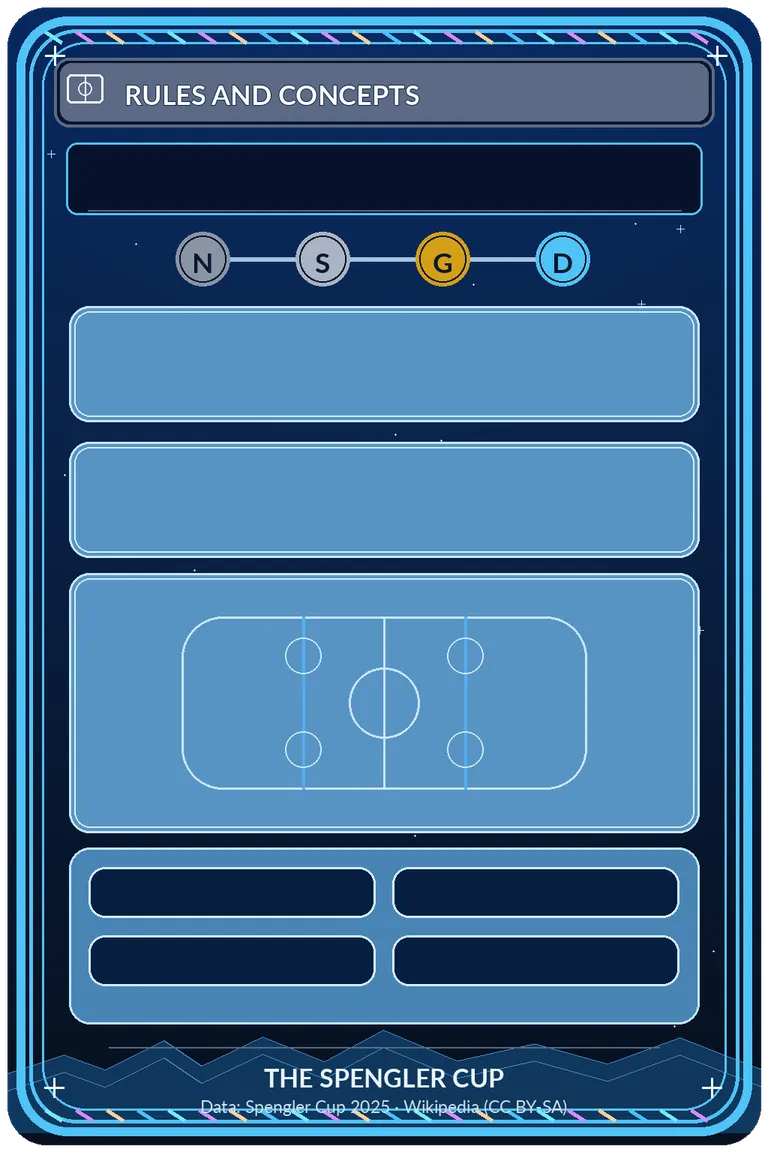 RULES AND CONCEPTS
N S G D
THE SPENGLER CUP
Data: Spengler Cup 2025 · Wikipedia (CC BY-SA)